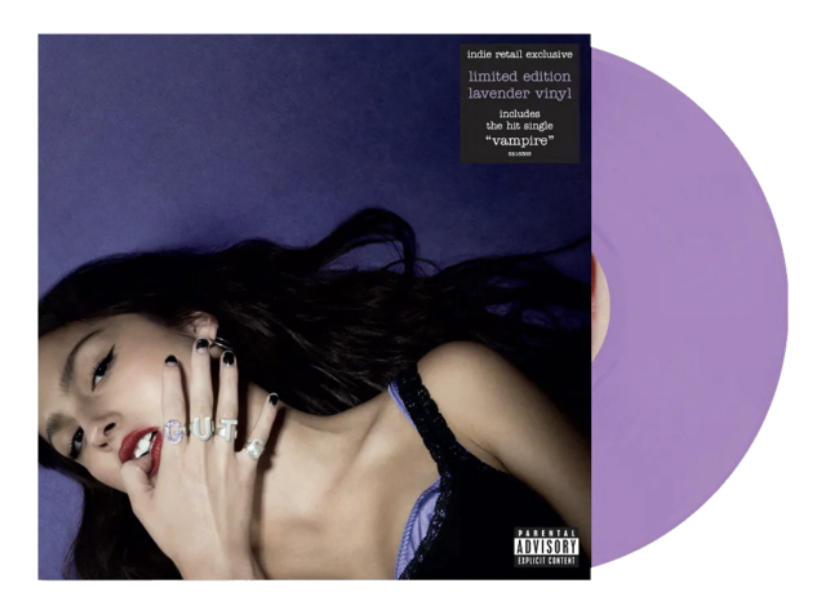 indie retail exclusive
limited edition
lavender vinyl
includes
the hit single
“vampire”
GUTS
PARENTAL
ADVISORY
EXPLICIT CONTENT